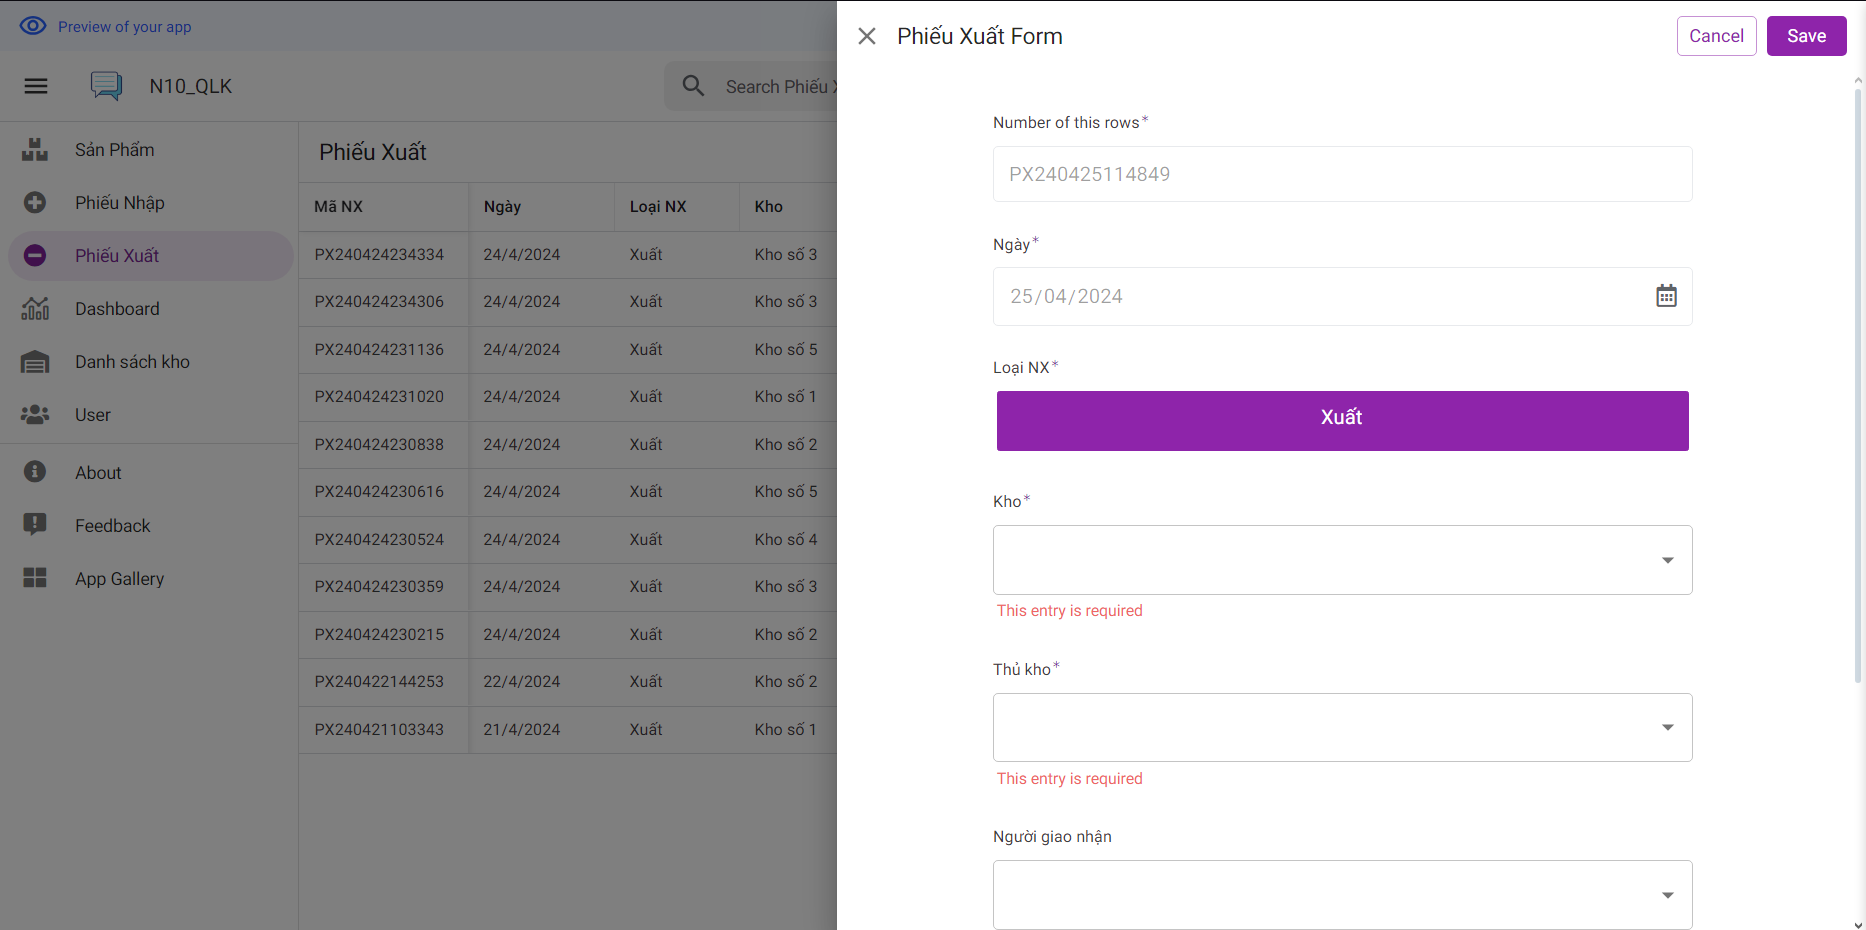 Preview of your app
N10_QLK
Search Phiếu X
Sản Phẩm
Phiếu Nhập
Phiếu Xuất
Dashboard
Danh sách kho
User
About
Feedback
App Gallery
Phiếu Xuất
Mã NX Ngày Loại NX Kho
PX240424234334 24/4/2024 Xuất Kho số 3
PX240424234306 24/4/2024 Xuất Kho số 3
PX240424231136 24/4/2024 Xuất Kho số 5
PX240424231020 24/4/2024 Xuất Kho số 1
PX240424230838 24/4/2024 Xuất Kho số 2
PX240424230616 24/4/2024 Xuất Kho số 5
PX240424230524 24/4/2024 Xuất Kho số 4
PX240424230359 24/4/2024 Xuất Kho số 3
PX240424230215 24/4/2024 Xuất Kho số 2
PX240422144253 22/4/2024 Xuất Kho số 2
PX240421103343 21/4/2024 Xuất Kho số 1
Phiếu Xuất Form
Cancel
Save
Number of this rows*
PX240425114849
Ngày*
25/04/2024
Loại NX*
Xuất
Kho*
This entry is required
Thủ kho*
This entry is required
Người giao nhận